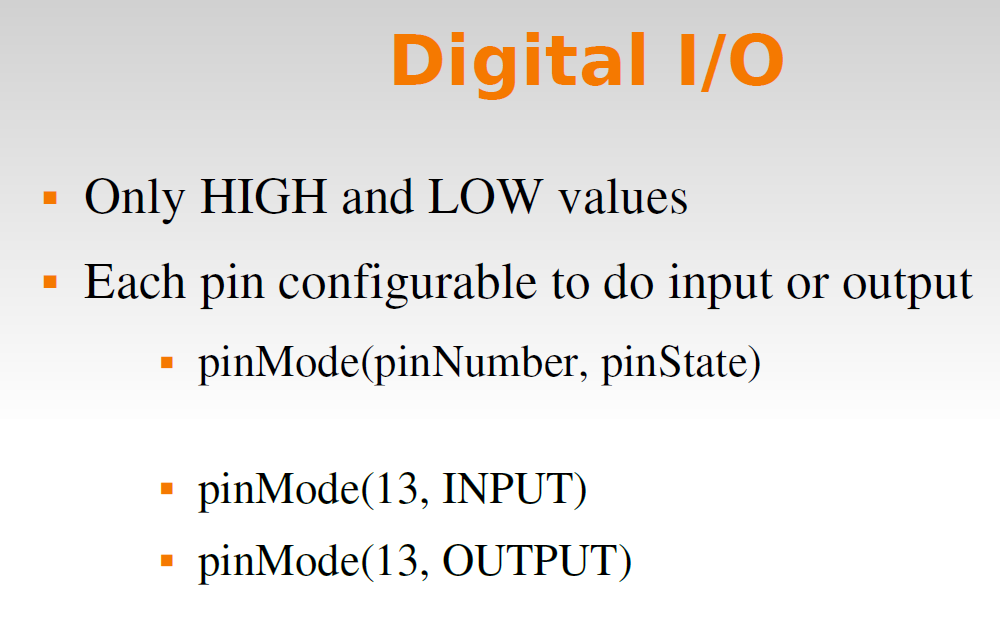 Digital I/O
Only HIGH and LOW values
Each pin configurable to do input or output
pinMode(pinNumber, pinState)
pinMode(13, INPUT)
pinMode(13, OUTPUT)